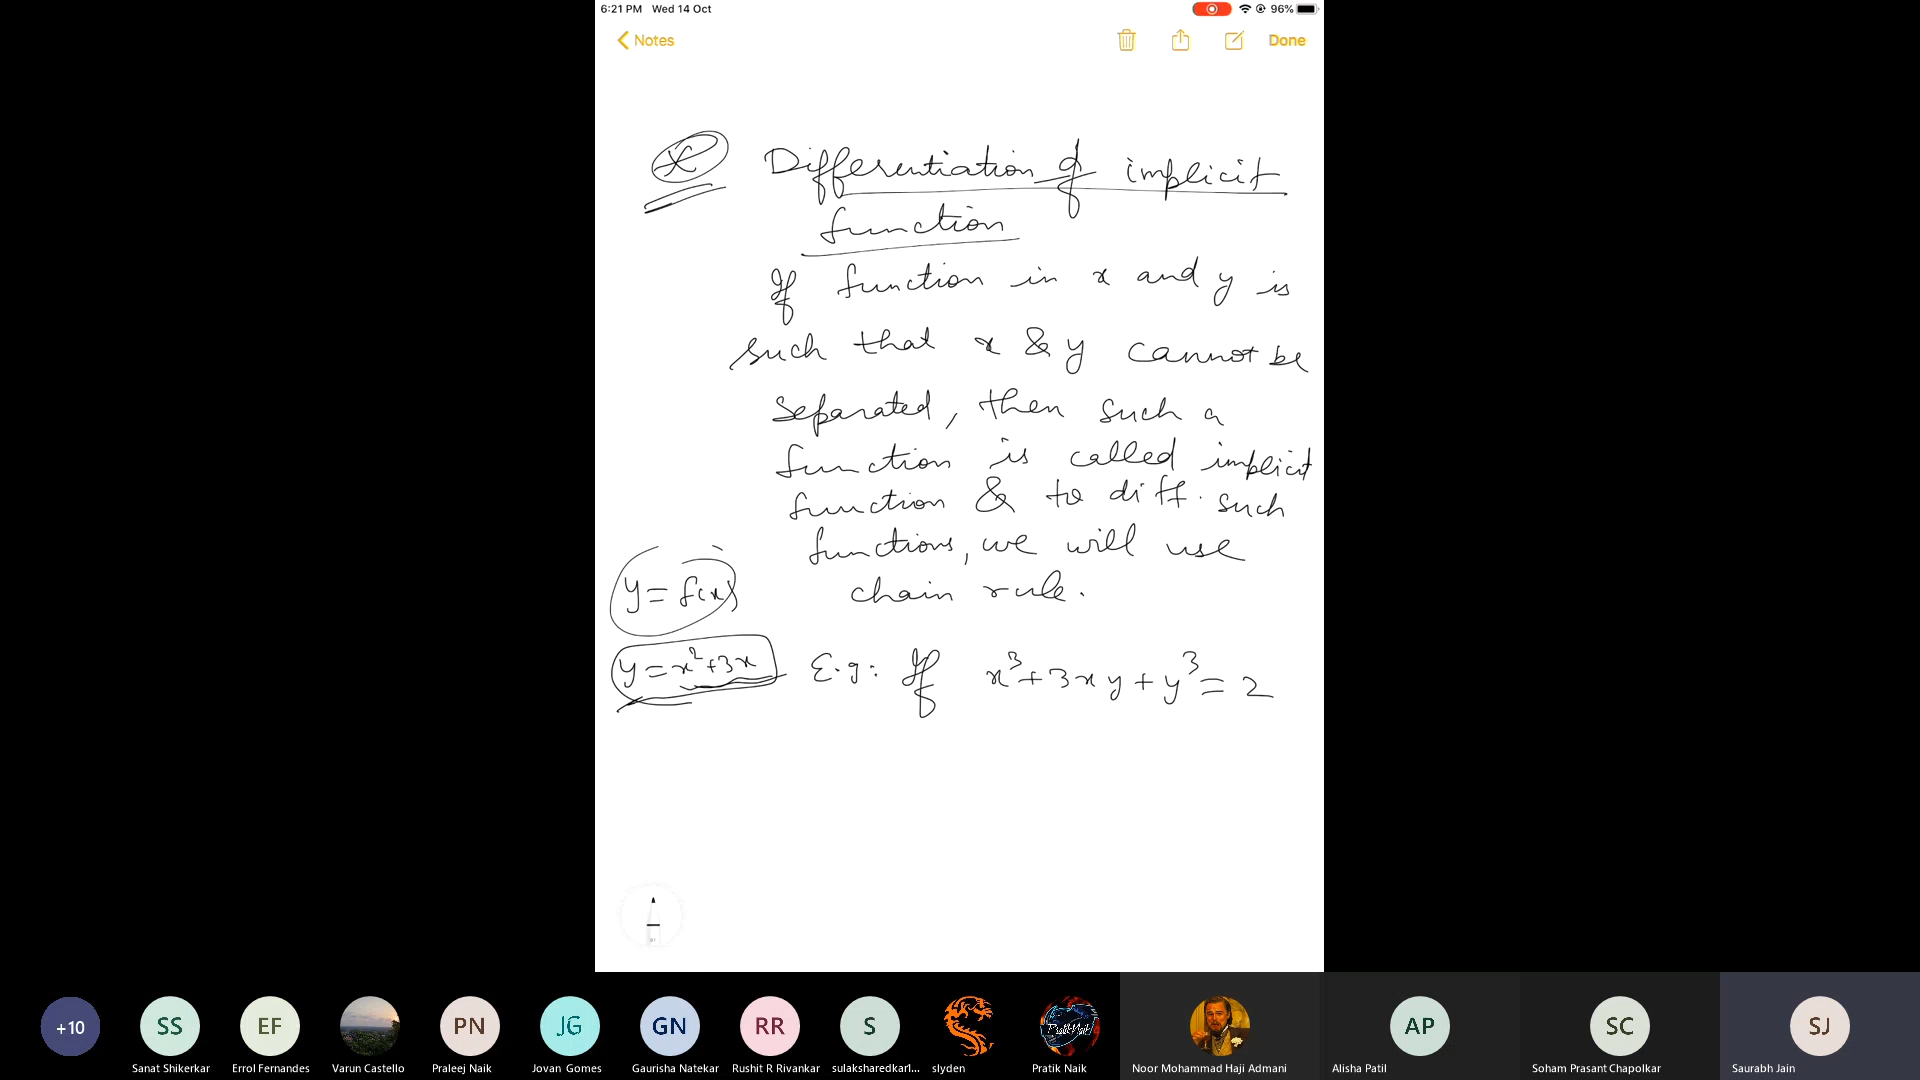 6:21 PM Wed 14 Oct
96%
Notes
Done
x Differentiation of implicit
function
If function in x and y is
such that x & y cannot be
separated, then such a
function is called implicit
function & to diff. such
functions, we will use
chain rule.
y = f(x)
y = x²+3x
E.g: If x³+3xy+y³=2
+10
SS
EF
PN
JG
GN
RR
S
PratikNaik
AP
SC
SJ
Sanat Shikerkar
Errol Fernandes
Varun Castello
Praleej Naik
Jovan Gomes
Gaurisha Natekar
Rushit R Rivankar
sulaksharedkarl...
slyden
Pratik Naik
Noor Mohammad Haji Admani
Alisha Patil
Soham Prasant Chapolkar
Saurabh Jain